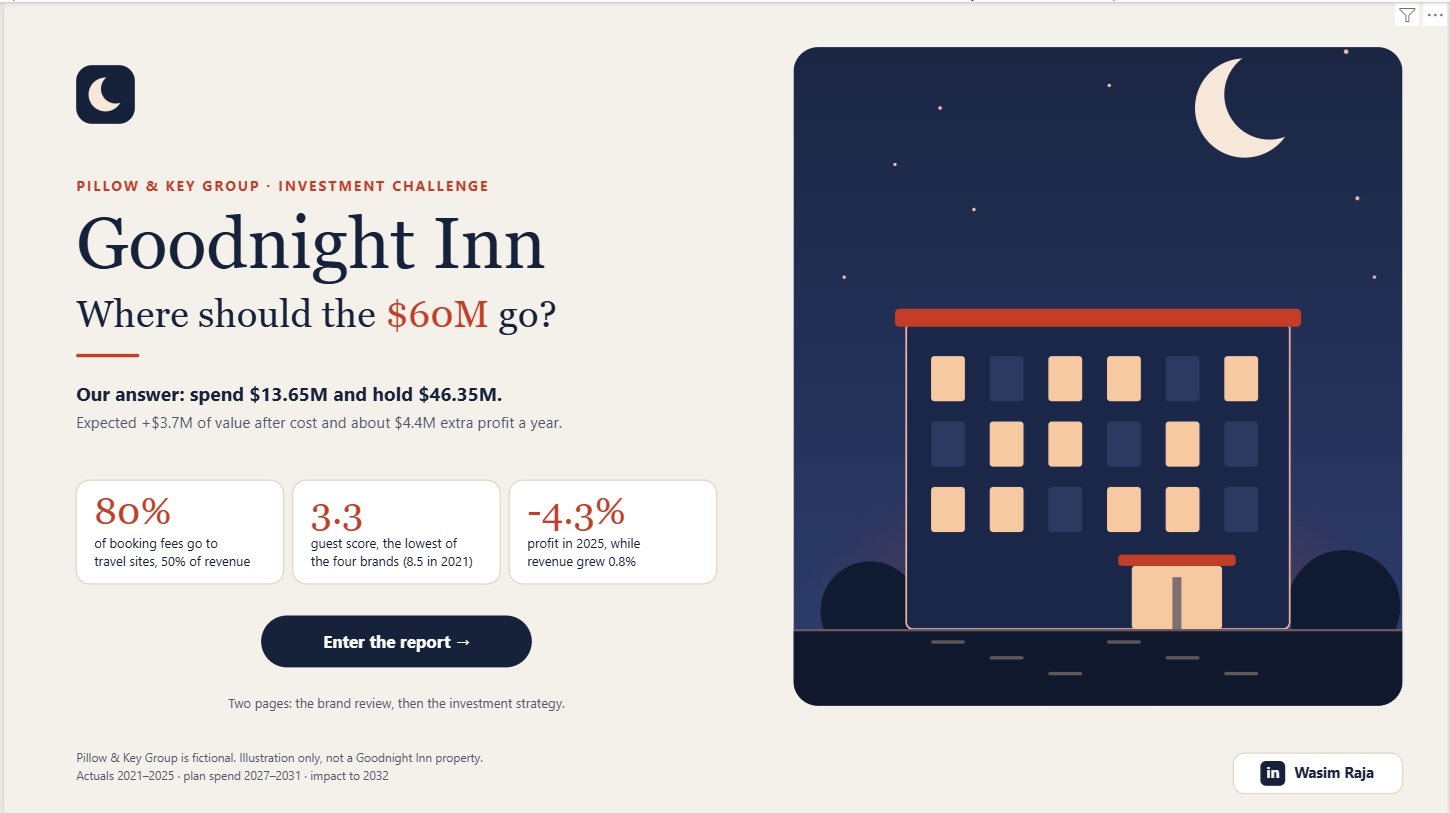 PILLOW & KEY GROUP · INVESTMENT CHALLENGE
Goodnight Inn
Where should the $60M go?
Our answer: spend $13.65M and hold $46.35M.
Expected +$3.7M of value after cost and about $4.4M extra profit a year.
80%
of booking fees go to
travel sites, 50% of revenue
3.3
guest score, the lowest of
the four brands (8.5 in 2021)
-4.3%
profit in 2025, while
revenue grew 0.8%
Enter the report →
Two pages: the brand review, then the investment strategy.
Pillow & Key Group is fictional. Illustration only, not a Goodnight Inn property.
Actuals 2021–2025 · plan spend 2027–2031 · impact to 2032
in Wasim Raja